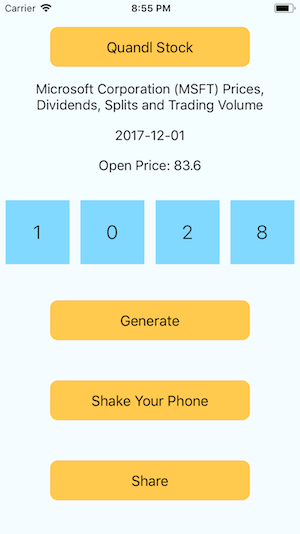 Carrier 8:55 PM
Quandl Stock
Microsoft Corporation (MSFT) Prices,
Dividends, Splits and Trading Volume
2017-12-01
Open Price: 83.6
1 0 2 8
Generate
Shake Your Phone
Share